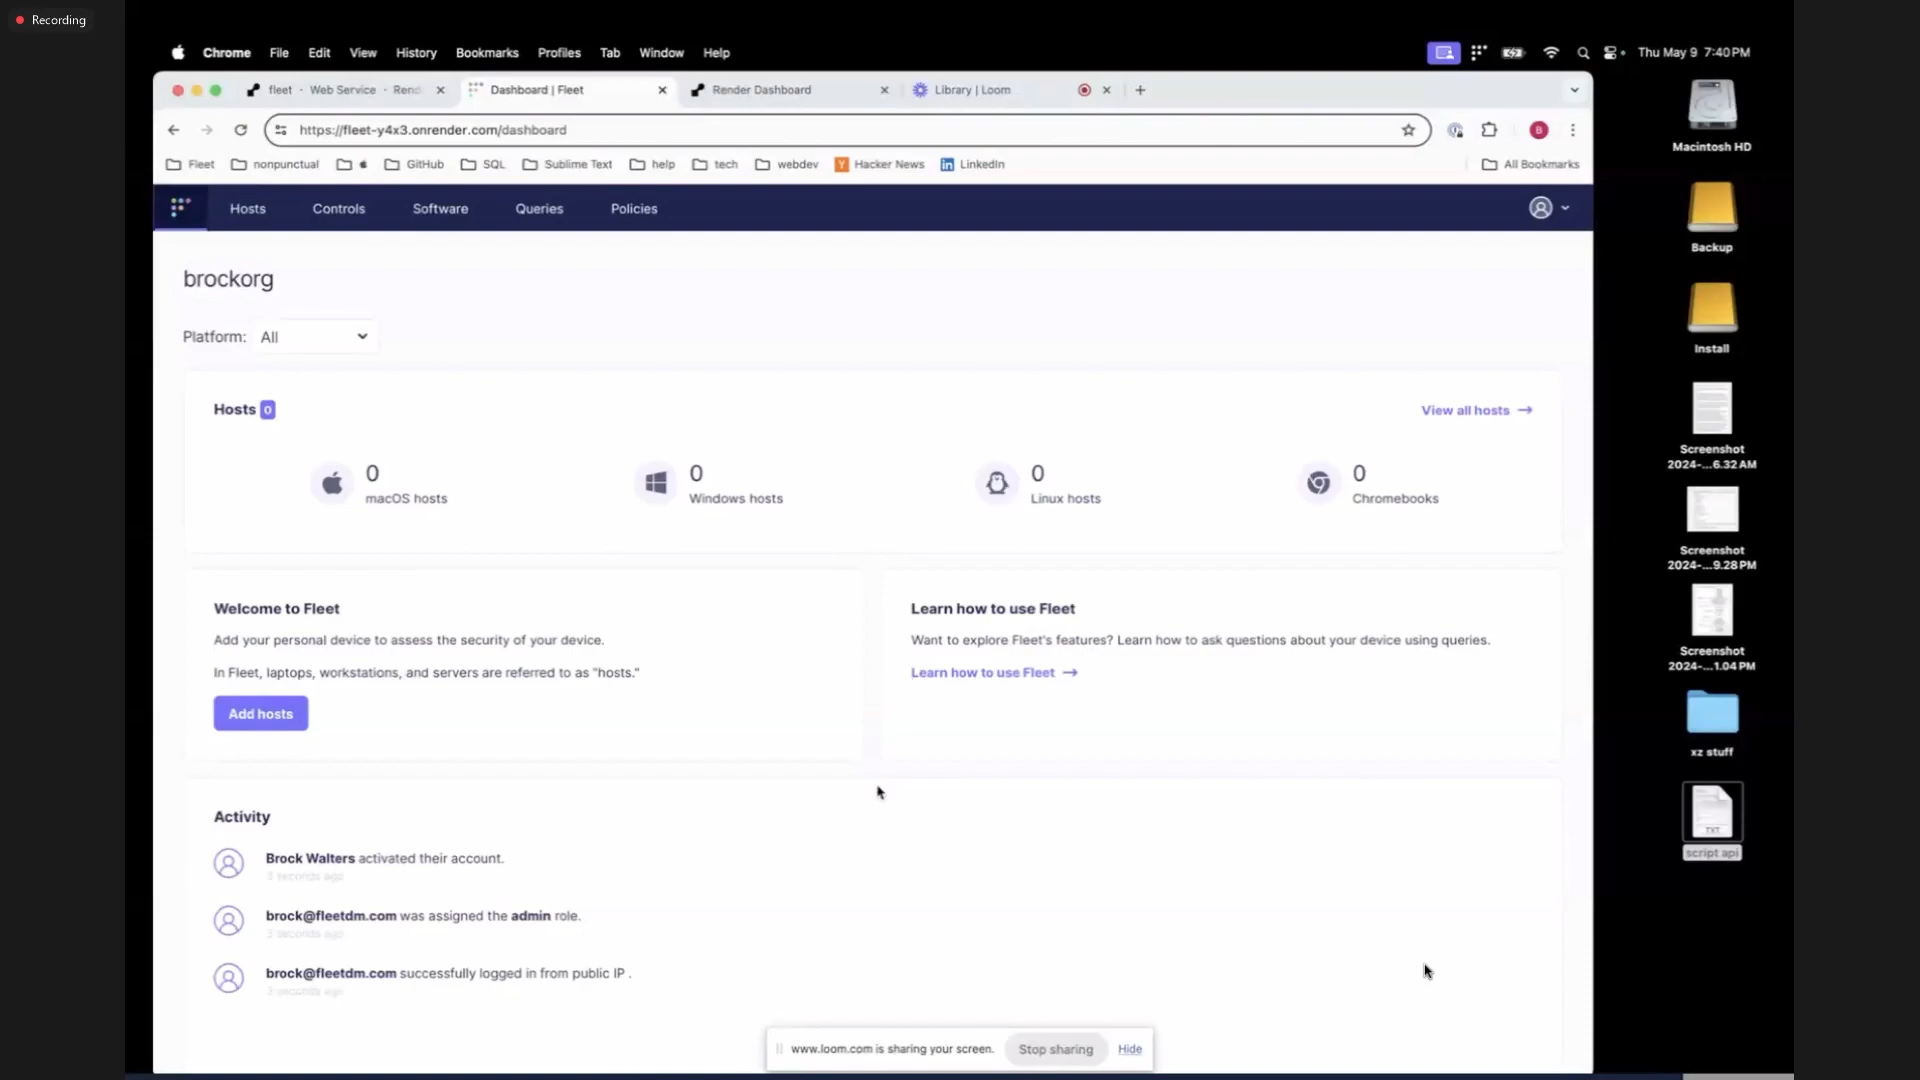 Recording
Chrome File Edit View History Bookmarks Profiles Tab Window Help
Thu May 9 7:40 PM
fleet · Web Service · Rend
Dashboard | Fleet
Render Dashboard
Library | Loom
https://fleet-y4x3.onrender.com/dashboard
B
Fleet nonpunctual GitHub SQL Sublime Text help tech webdev Hacker News LinkedIn All Bookmarks
Hosts Controls Software Queries Policies
brockorg
Platform: All
Hosts 0
View all hosts →
0
macOS hosts
0
Windows hosts
0
Linux hosts
0
Chromebooks
Welcome to Fleet
Add your personal device to assess the security of your device.
In Fleet, laptops, workstations, and servers are referred to as "hosts."
Add hosts
Learn how to use Fleet
Want to explore Fleet's features? Learn how to ask questions about your device using queries.
Learn how to use Fleet →
Activity
Brock Walters activated their account.
3 seconds ago
brock@fleetdm.com was assigned the admin role.
3 seconds ago
brock@fleetdm.com successfully logged in from public IP .
3 seconds ago
www.loom.com is sharing your screen.
Stop sharing
Hide
Macintosh HD
Backup
Install
Screenshot
2024-...6.32 AM
Screenshot
2024-...9.28 PM
Screenshot
2024-...1.04 PM
xz stuff
TXT
script api